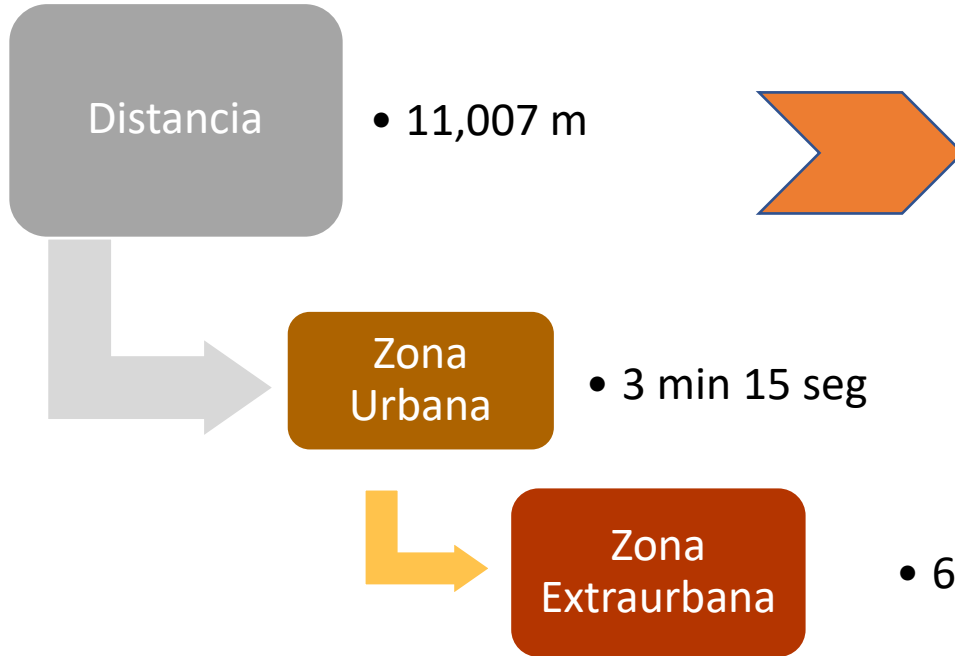 Distancia
• 11,007 m
Zona
Urbana
• 3 min 15 seg
Zona
Extraurbana
• 6